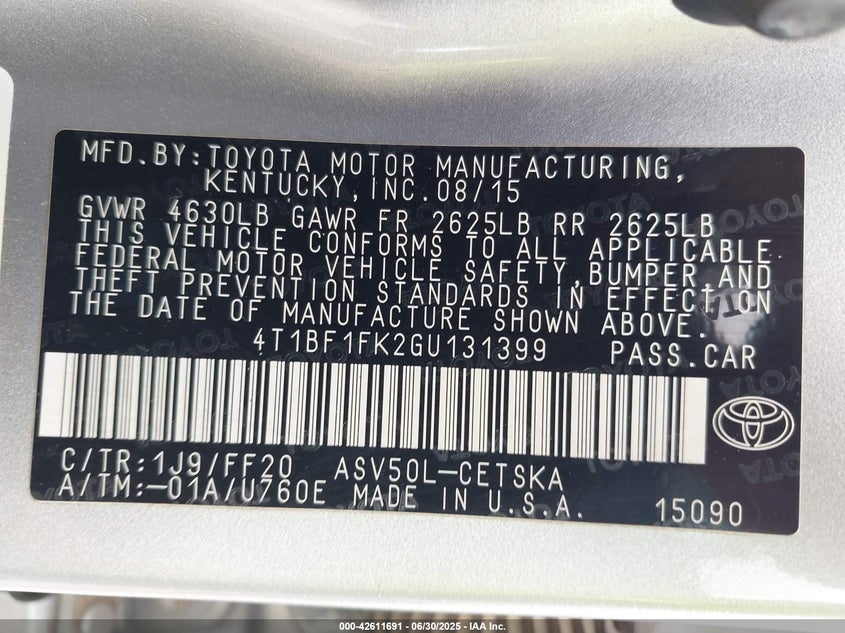 MFD.BY:TOYOTA MOTOR MANUFACTURING,
KENTUCKY,INC.08/15
GVWR 4630LB GAWR FR 2625LB RR 2625LB
THIS VEHICLE CONFORMS TO ALL APPLICABLE
FEDERAL MOTOR VEHICLE SAFETY,BUMPER,AND
THEFT PREVENTION STANDARDS IN EFFECT ON
THE DATE OF MANUFACTURE SHOWN ABOVE.
4T1BF1FK2GU131399 PASS.CAR
C/TR:1J9/FF20 ASV50L-CETSKA
A/TM:-01A/U760E MADE IN U.S.A. 15090
000-42611691 - 06/30/2025 - IAA Inc.